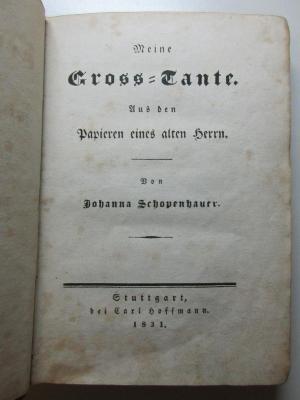 Meine
Gross-Tante.
Aus den
Papieren eines alten Herrn.
Von
Johanna Schopenhauer.
Stuttgart,
bei Carl Hoffmann.
1831.